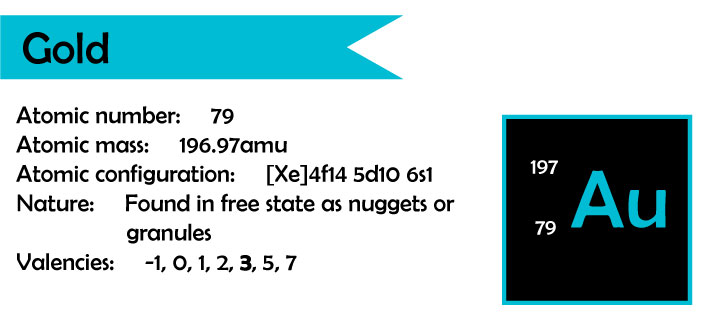 Gold
Atomic number: 79
Atomic mass: 196.97amu
Atomic configuration: [Xe]4f14 5d10 6s1
Nature: Found in free state as nuggets or
granules
Valencies: -1, 0, 1, 2, 3, 5, 7
197
79
Au